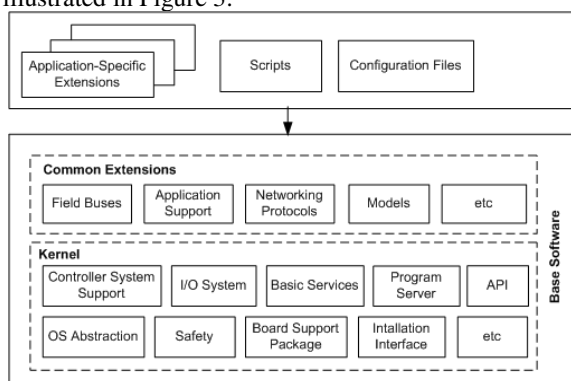 illustrated in Figure 3.
Application-Specific
Extensions
Scripts
Configuration Files
Common Extensions
Field Buses
Application
Support
Networking
Protocols
Models
etc
Kernel
Controller System
Support
I/O System
Basic Services
Program
Server
API
OS Abstraction
Safety
Board Support
Package
Intallation
Interface
etc
Base Software